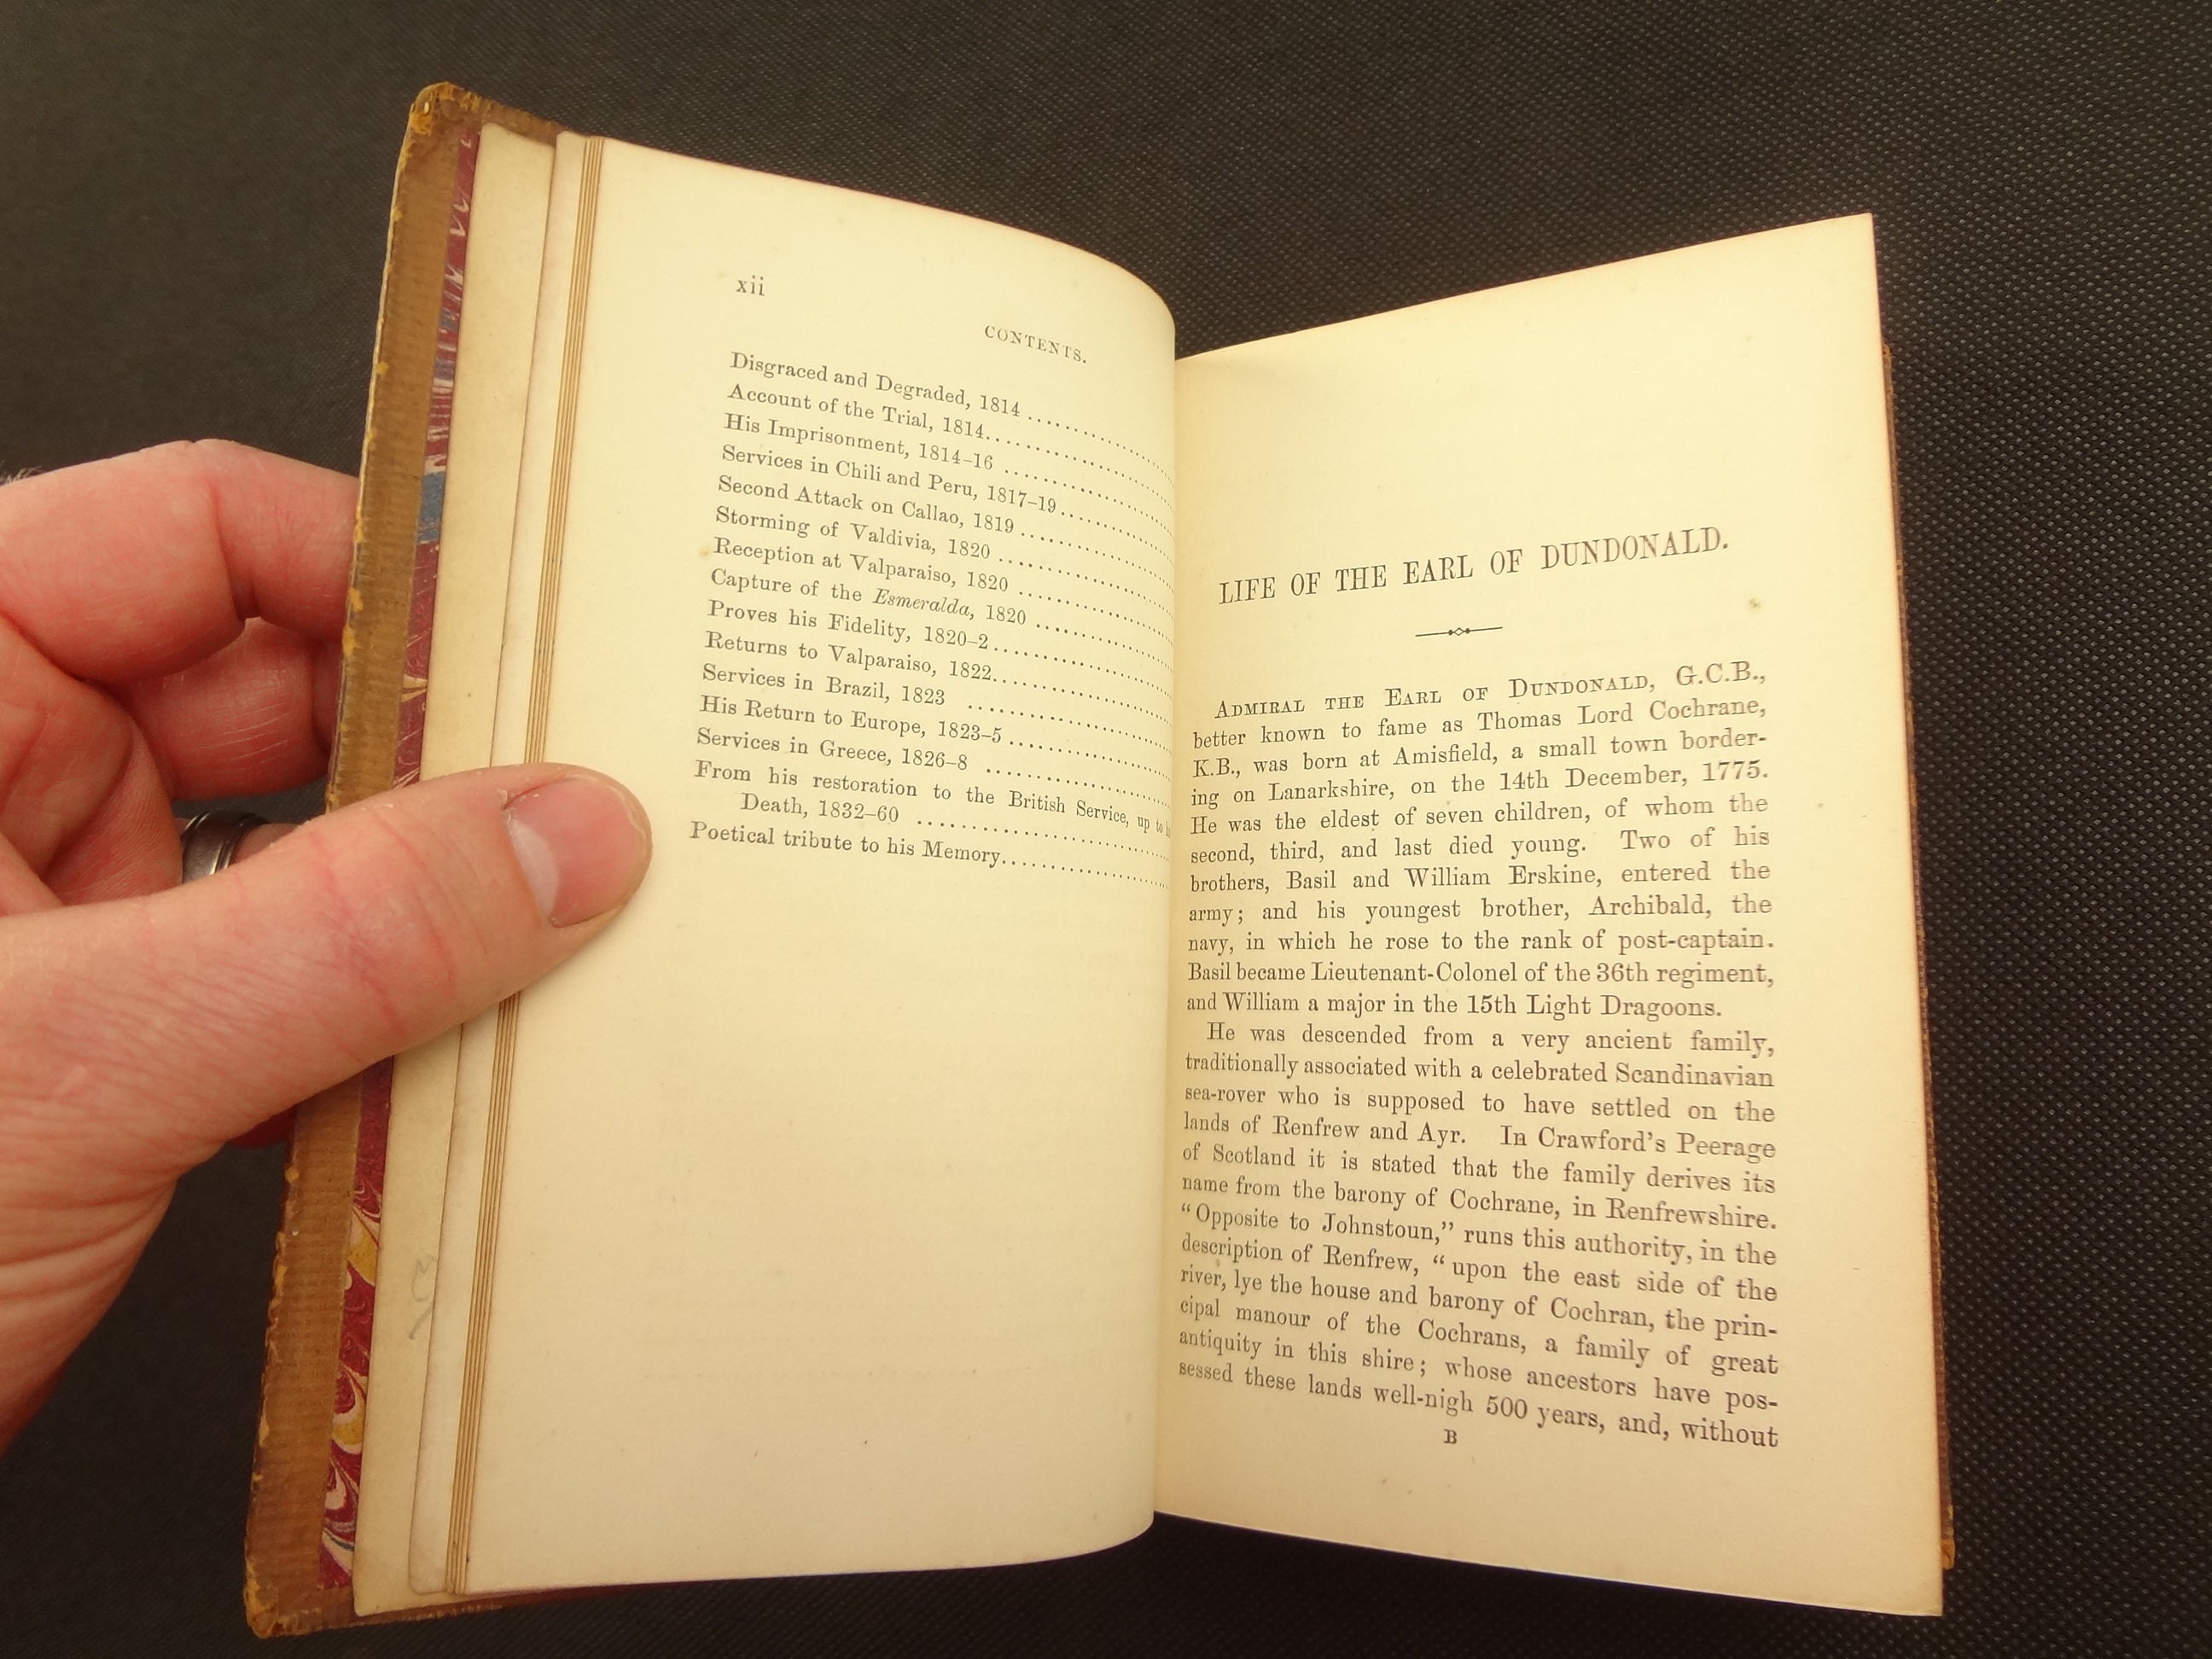 xii
CONTENTS.
Disgraced and Degraded, 1814 ....................
Account of the Trial, 1814........................
His Imprisonment, 1814–16 ......................
Services in Chili and Peru, 1817–19................
Second Attack on Callao, 1819 ....................
Storming of Valdivia, 1820 ......................
Reception at Valparaiso, 1820 ....................
Capture of the Esmeralda, 1820 ..................
Proves his Fidelity, 1820–2........................
Returns to Valparaiso, 1822........................
Services in Brazil, 1823 ........................
His Return to Europe, 1823–5 ....................
Services in Greece, 1826–8 ......................
From his restoration to the British Service, up to
Death, 1832–60 ............................
Poetical tribute to his Memory......................
LIFE OF THE EARL OF DUNDONALD.
ADMIRAL THE EARL OF DUNDONALD, G.C.B.,
better known to fame as Thomas Lord Cochrane,
K.B., was born at Amisfield, a small town border-
ing on Lanarkshire, on the 14th December, 1775.
He was the eldest of seven children, of whom the
second, third, and last died young. Two of his
brothers, Basil and William Erskine, entered the
army; and his youngest brother, Archibald, the
navy, in which he rose to the rank of post-captain.
Basil became Lieutenant-Colonel of the 36th regiment,
and William a major in the 15th Light Dragoons.
He was descended from a very ancient family,
traditionally associated with a celebrated Scandinavian
sea-rover who is supposed to have settled on the
lands of Renfrew and Ayr. In Crawford's Peerage
of Scotland it is stated that the family derives its
name from the barony of Cochrane, in Renfrewshire.
“Opposite to Johnstoun,” runs this authority, in the
description of Renfrew, “upon the east side of the
river, lye the house and barony of Cochran, the prin-
cipal manour of the Cochrans, a family of great
antiquity in this shire; whose ancestors have pos-
sessed these lands well-nigh 500 years, and, without
B